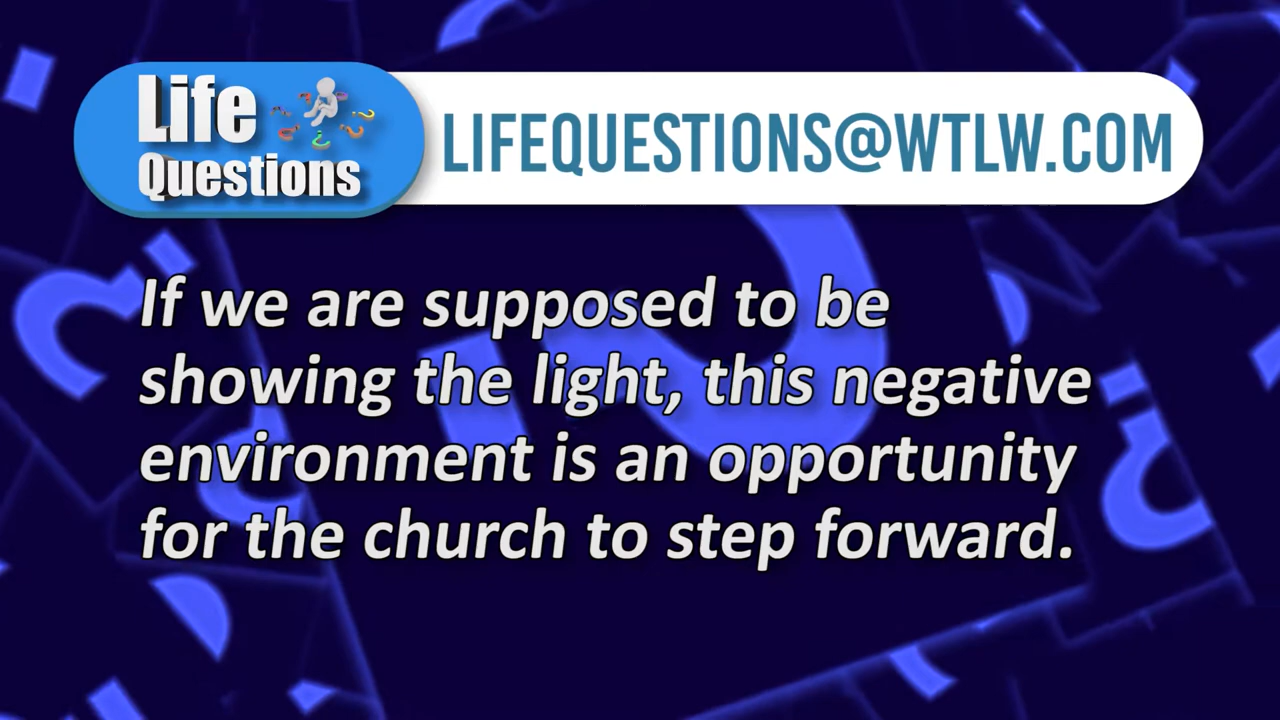 Life
Questions
LIFEQUESTIONS@WTLW.COM
If we are supposed to be
showing the light, this negative
environment is an opportunity
for the church to step forward.